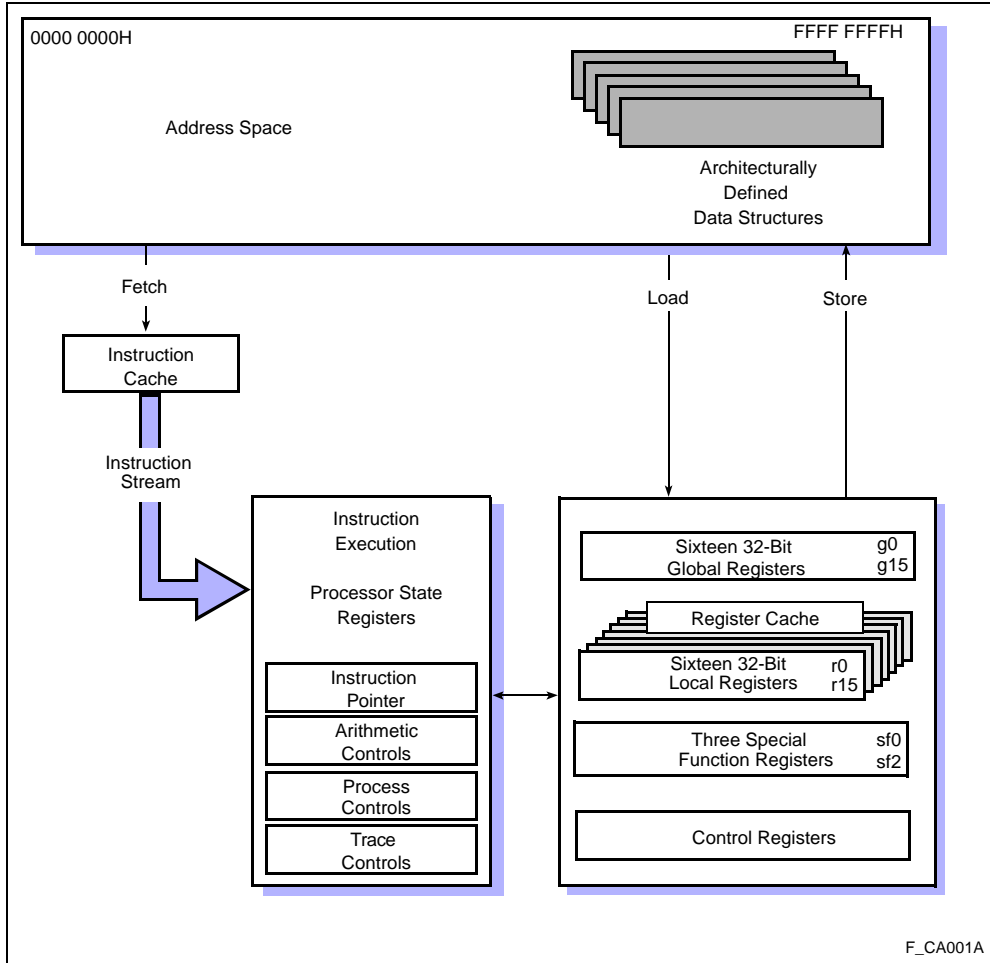 0000 0000H
FFFF FFFFH
Address Space
Architecturally
Defined
Data Structures
Fetch
Load
Store
Instruction
Cache
Instruction
Stream
Instruction
Execution
Processor State
Registers
Instruction
Pointer
Arithmetic
Controls
Process
Controls
Trace
Controls
Sixteen 32-Bit g0
Global Registers g15
Register Cache
Sixteen 32-Bit r0
Local Registers r15
Three Special sf0
Function Registers sf2
Control Registers
F_CA001A